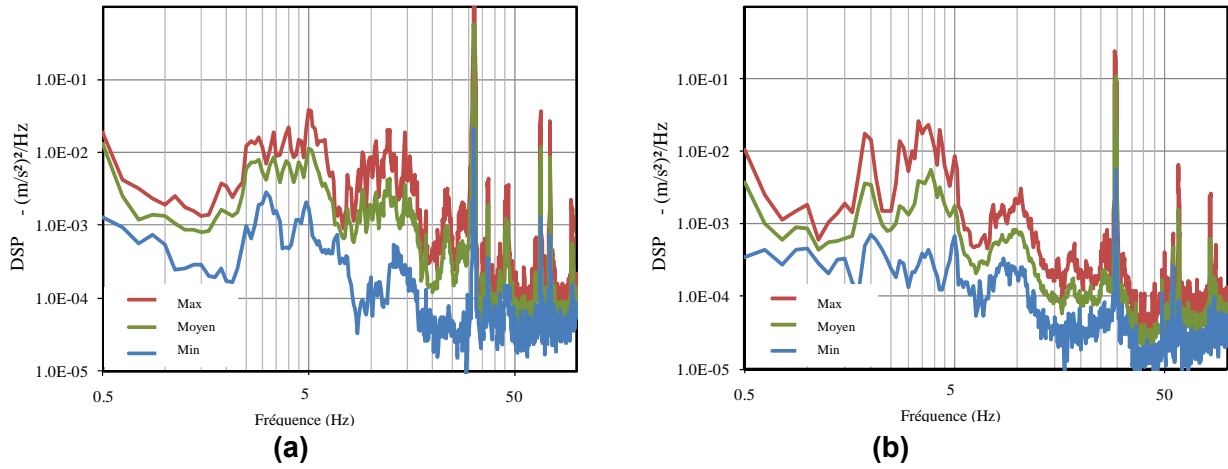 DSP - (m/s²)²/Hz
1.0E-01
1.0E-02
1.0E-03
1.0E-04
1.0E-05
Max
Moyen
Min
0.5
5
50
Fréquence (Hz)
(a)
DSP - (m/s²)²/Hz
1.0E-01
1.0E-02
1.0E-03
1.0E-04
1.0E-05
Max
Moyen
Min
0.5
5
50
Fréquence (Hz)
(b)